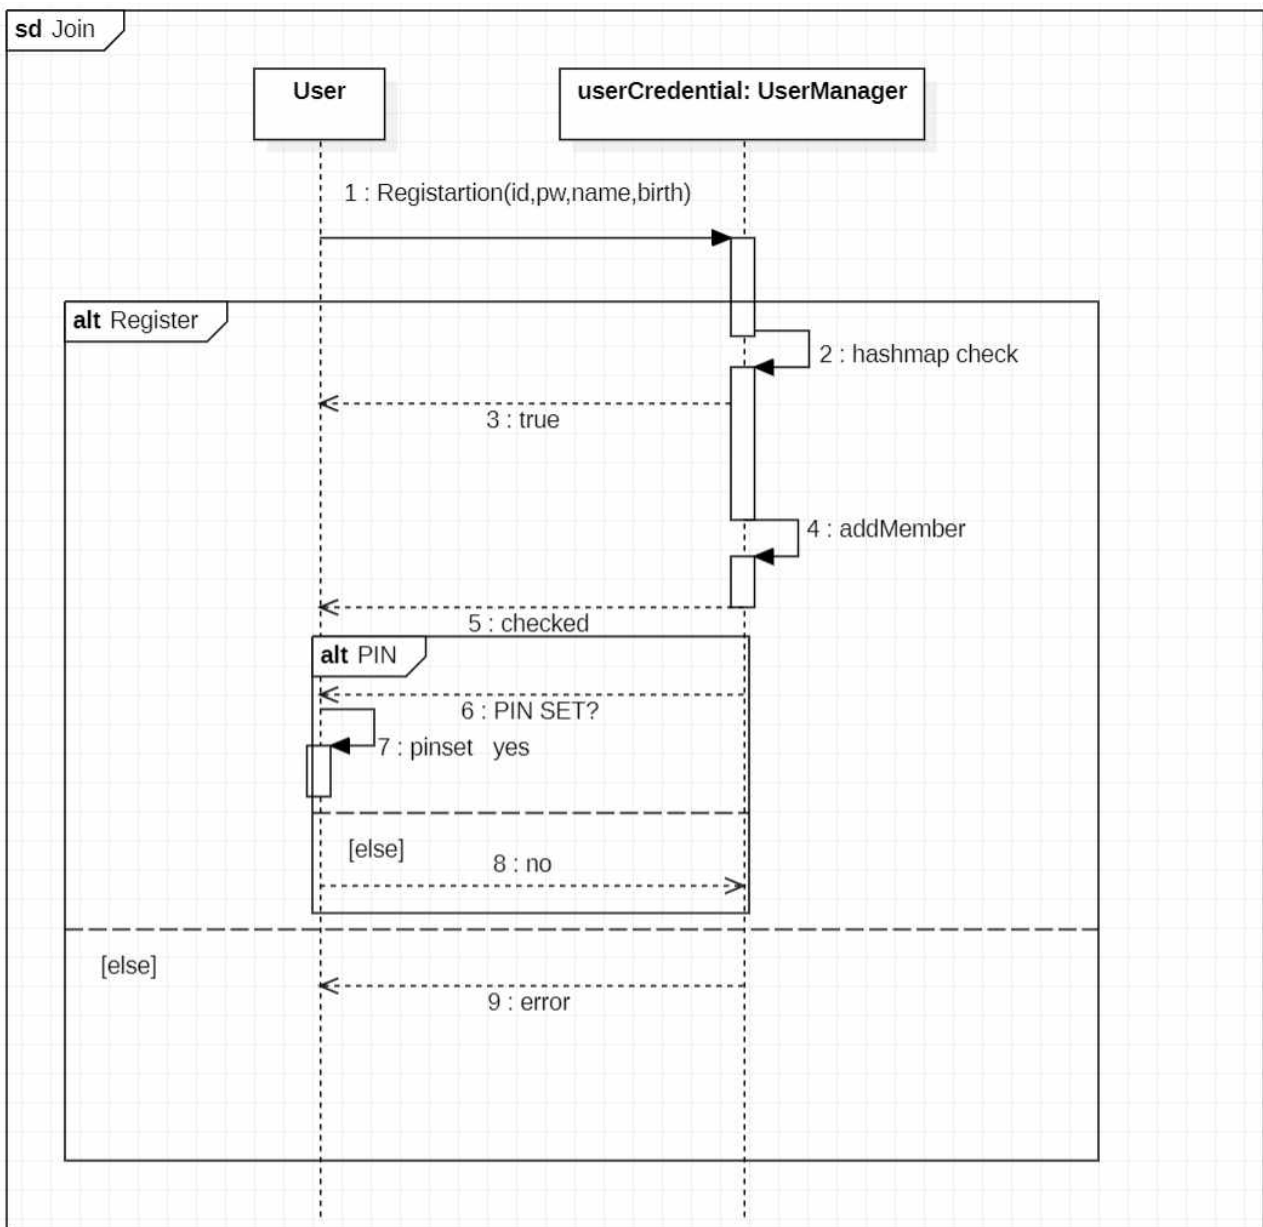 sd Join
User
userCredential: UserManager
1 : Registartion(id,pw,name,birth)
alt Register
2 : hashmap check
3 : true
4 : addMember
5 : checked
alt PIN
6 : PIN SET?
7 : pinset yes
[else]
8 : no
[else]
9 : error